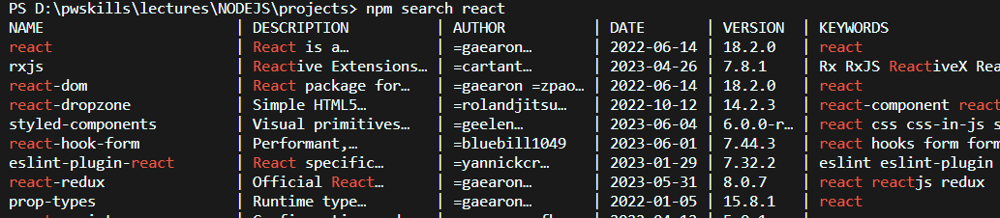 PS D:\pwskills\lectures\NODEJS\projects> npm search react
NAME | DESCRIPTION | AUTHOR | DATE | VERSION | KEYWORDS
react | React is a… | =gaearon… | 2022-06-14 | 18.2.0 | react
rxjs | Reactive Extensions… | =cartant… | 2023-04-26 | 7.8.1 | Rx RxJS ReactiveX Rea
react-dom | React package for… | =gaearon =zpao… | 2022-06-14 | 18.2.0 | react
react-dropzone | Simple HTML5… | =rolandjitsu… | 2022-10-12 | 14.2.3 | react-component react
styled-components | Visual primitives… | =geelen… | 2023-06-04 | 6.0.0-r… | react css css-in-js s
react-hook-form | Performant,… | =bluebill1049 | 2023-06-01 | 7.44.3 | react hooks form form
eslint-plugin-react | React specific… | =yannickcr… | 2023-01-29 | 7.32.2 | eslint eslint-plugin
react-redux | Official React… | =gaearon… | 2023-05-31 | 8.0.7 | react reactjs redux
prop-types | Runtime type… | =gaearon… | 2022-01-05 | 15.8.1 | react